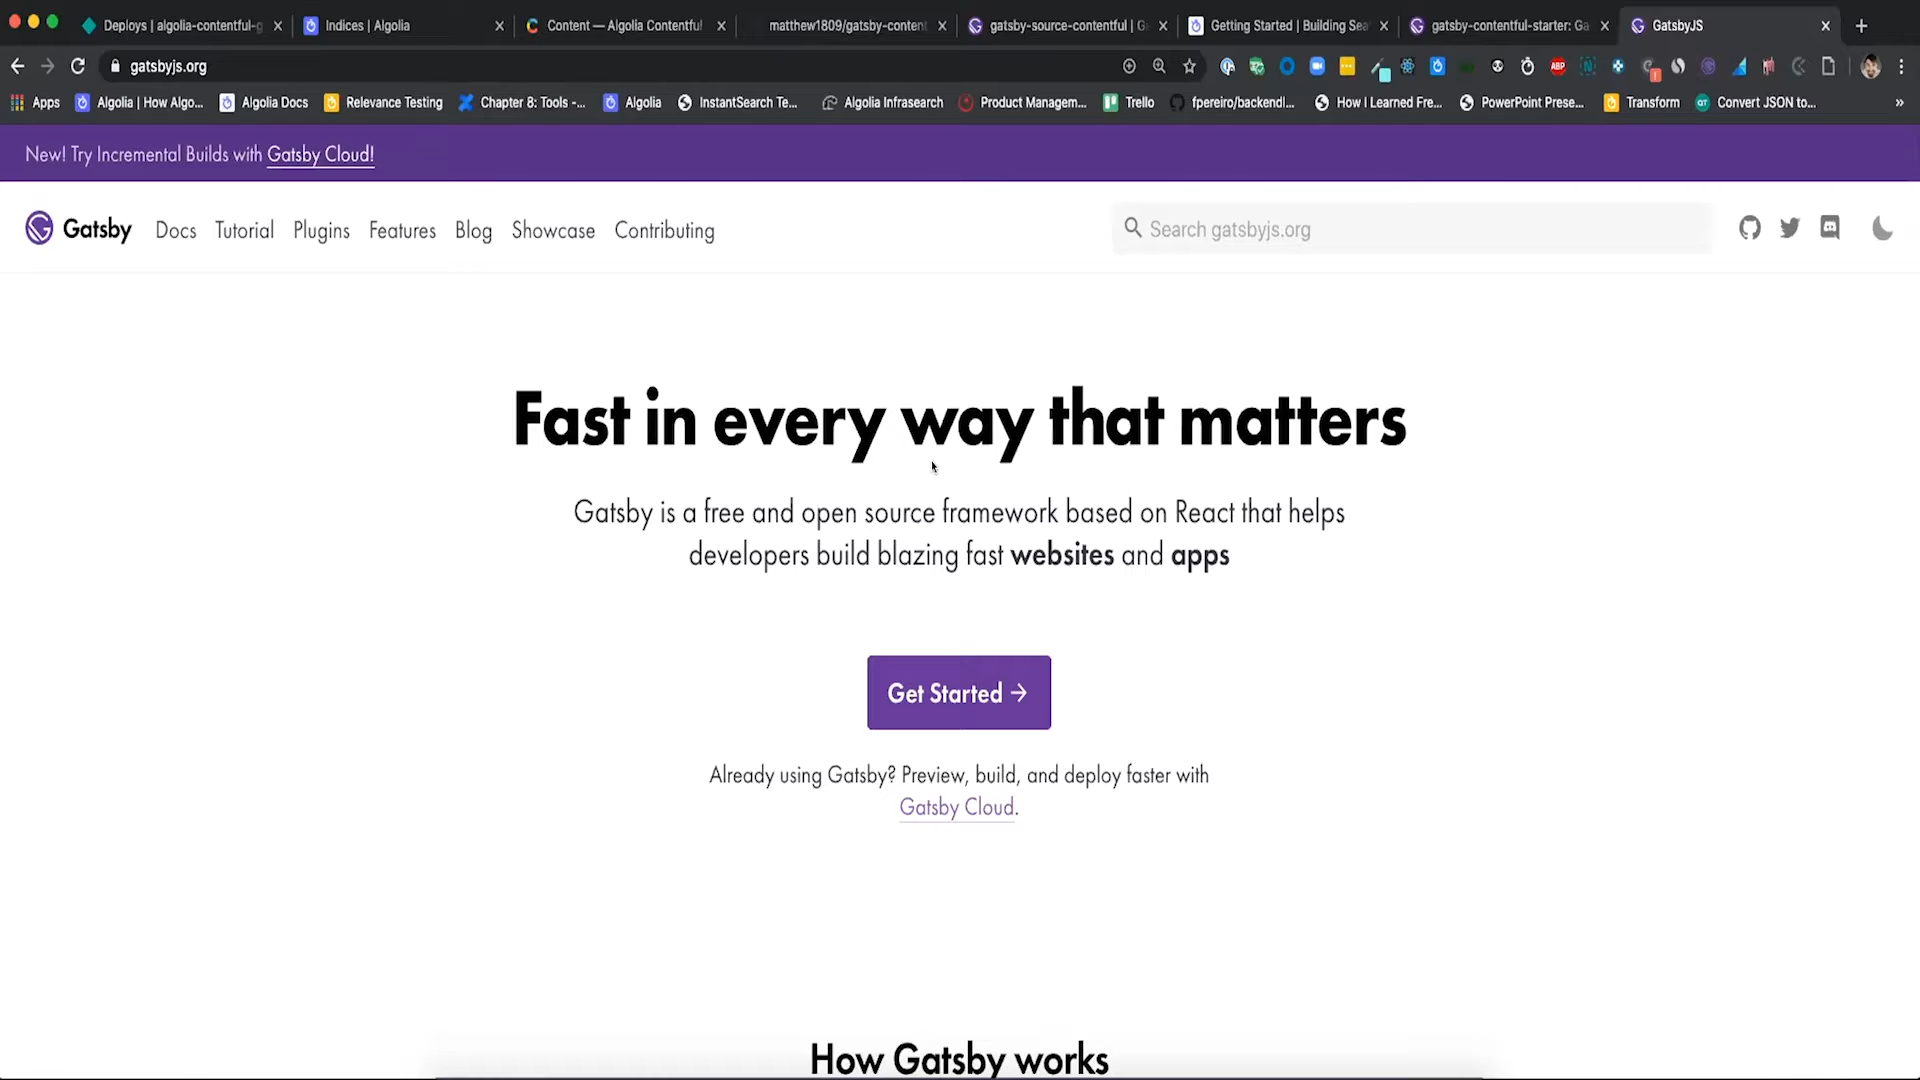 Deploys | algolia-contentful-g
Indices | Algolia
Content — Algolia Contentful
matthew1809/gatsby-content
gatsby-source-contentful | G
Getting Started | Building Sea
gatsby-contentful-starter: Ga
GatsbyJS
gatsbyjs.org
ABP
Apps
Algolia | How Algo...
Algolia Docs
Relevance Testing
Chapter 8: Tools -...
Algolia
InstantSearch Te...
Algolia Infrasearch
Product Managem...
Trello
fpereiro/backendl...
How I Learned Fre...
PowerPoint Prese...
Transform
Convert JSON to...
»
New! Try Incremental Builds with Gatsby Cloud!
Gatsby
Docs
Tutorial
Plugins
Features
Blog
Showcase
Contributing
Search gatsbyjs.org
Fast in every way that matters
Gatsby is a free and open source framework based on React that helps
developers build blazing fast websites and apps
Get Started →
Already using Gatsby? Preview, build, and deploy faster with
Gatsby Cloud.
How Gatsby works